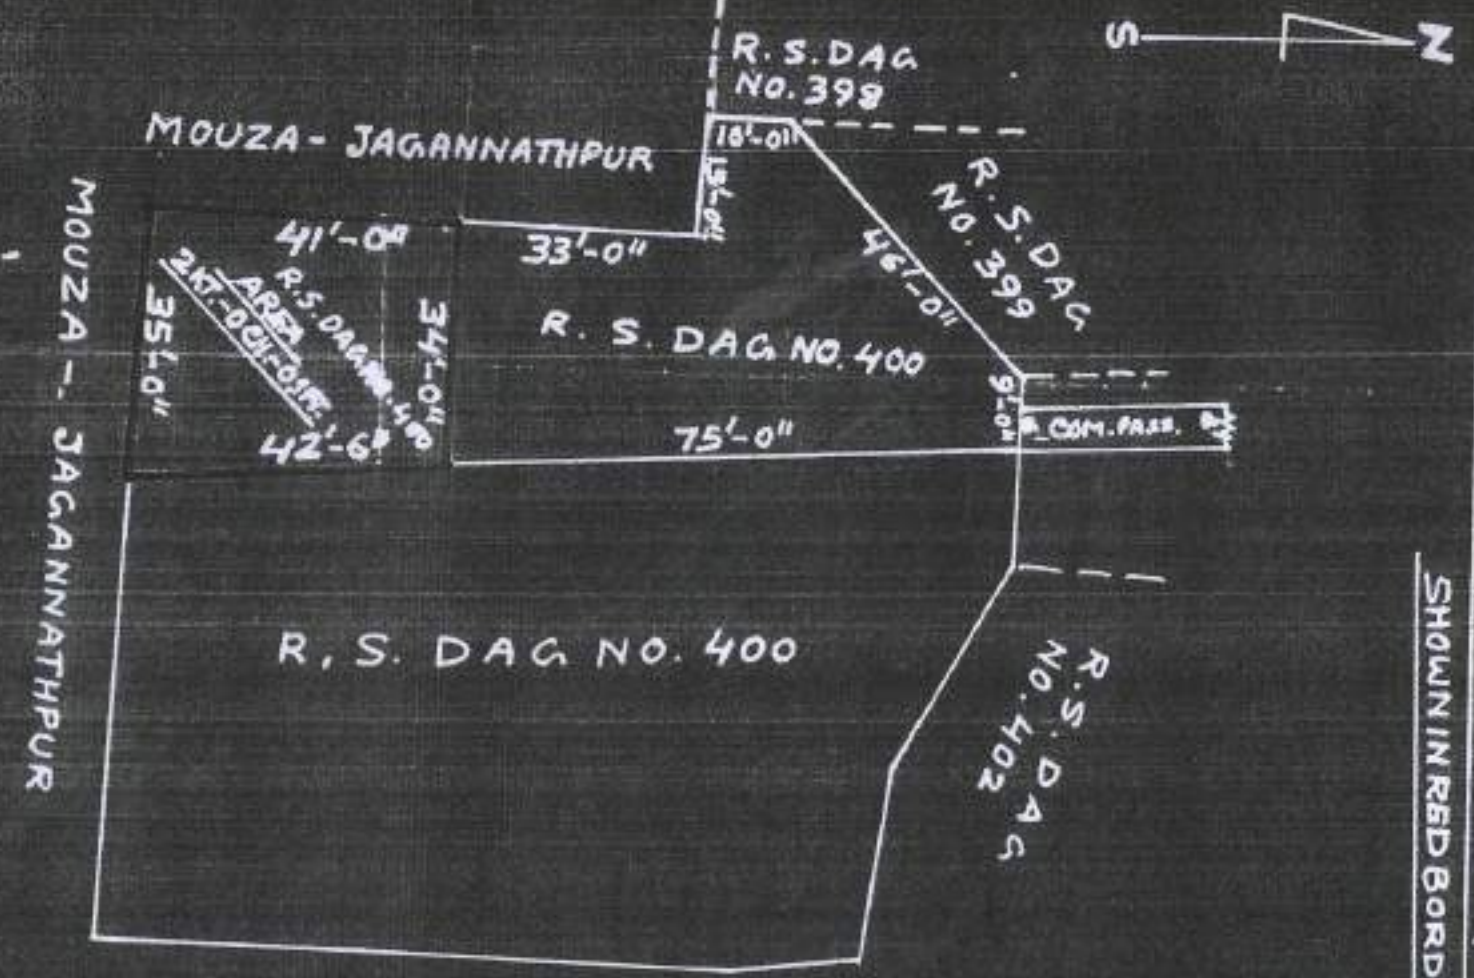 S N
R.S.DAG
NO.398
MOUZA - JAGANNATHPUR
15'-0"
R.S.DAG
NO. 399
MOUZA - JAGANNATHPUR
41'-0"
33'-0"
46'-0"
35'-0"
R.S.DAG NO. 400
AREA
34'-0"
42'-6"
R. S. DAG NO. 400
75'-0"
9'-0"
COM. PASS.
R. S. DAG NO. 400
R.S. DAG
NO. 402
SHOWN IN RED BORD